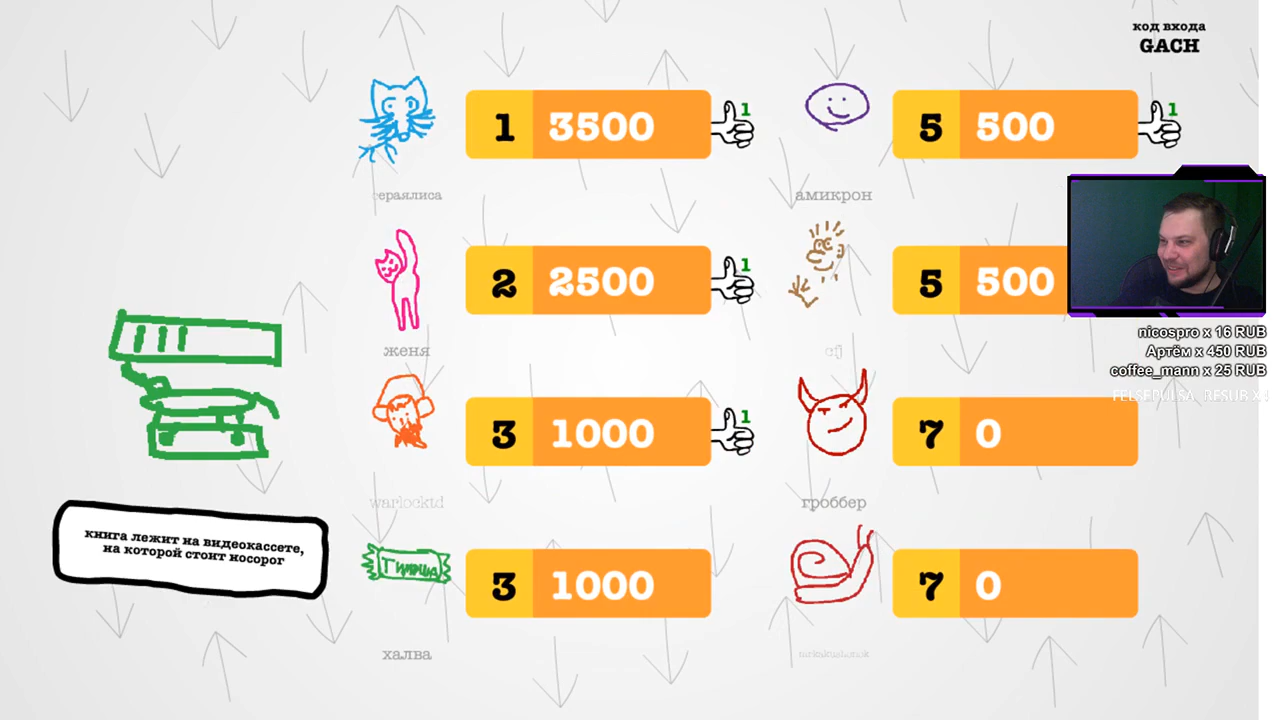 код входа
GACH
1 3500 1
5 500 1
ераялиса
амикрон
2 2500 1
5 500
женя
nicospro x 16 RUB
Артём x 450 RUB
coffee_mann x 25 RUB
3 1000 1
7 0
warlocktd
гроббер
книга лежит на видеокассете,
на которой стоит носорог
3 1000
7 0
халва